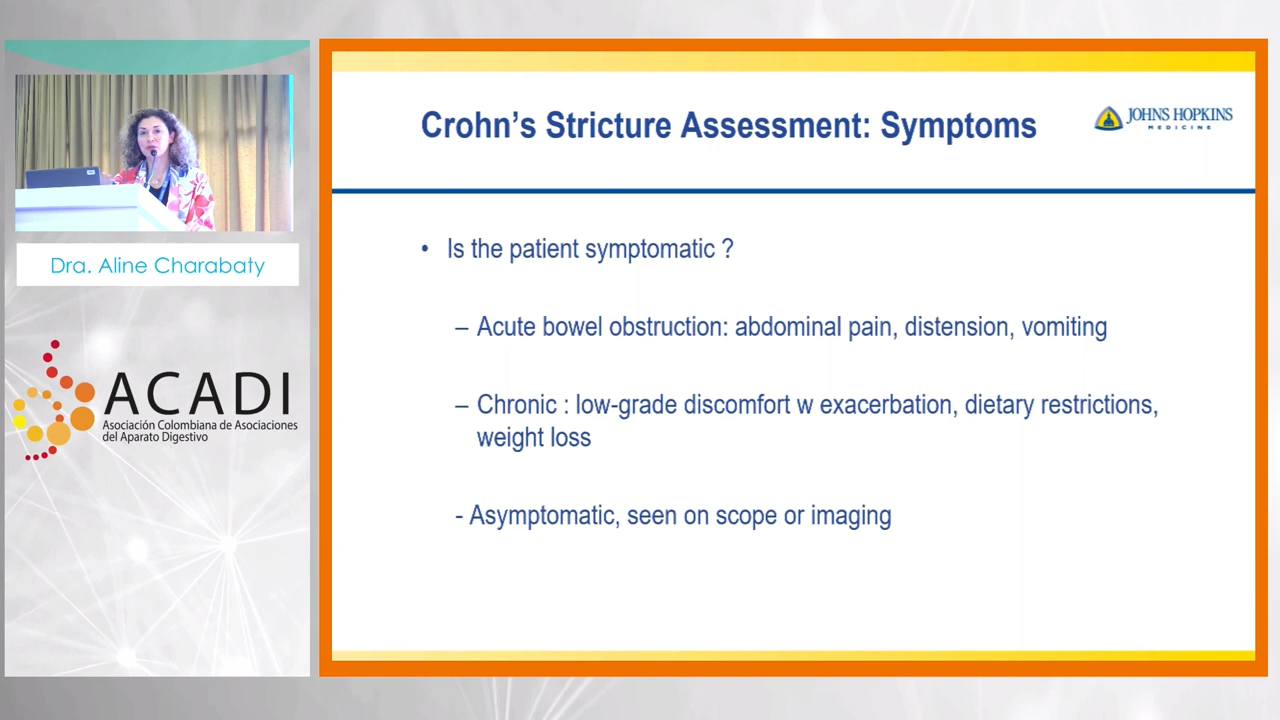 Dra. Aline Charabaty
ACADI
Asociación Colombiana de Asociaciones
del Aparato Digestivo
Crohn's Stricture Assessment: Symptoms
JOHNS HOPKINS
MEDICINE
• Is the patient symptomatic ?
– Acute bowel obstruction: abdominal pain, distension, vomiting
– Chronic : low-grade discomfort w exacerbation, dietary restrictions,
weight loss
- Asymptomatic, seen on scope or imaging